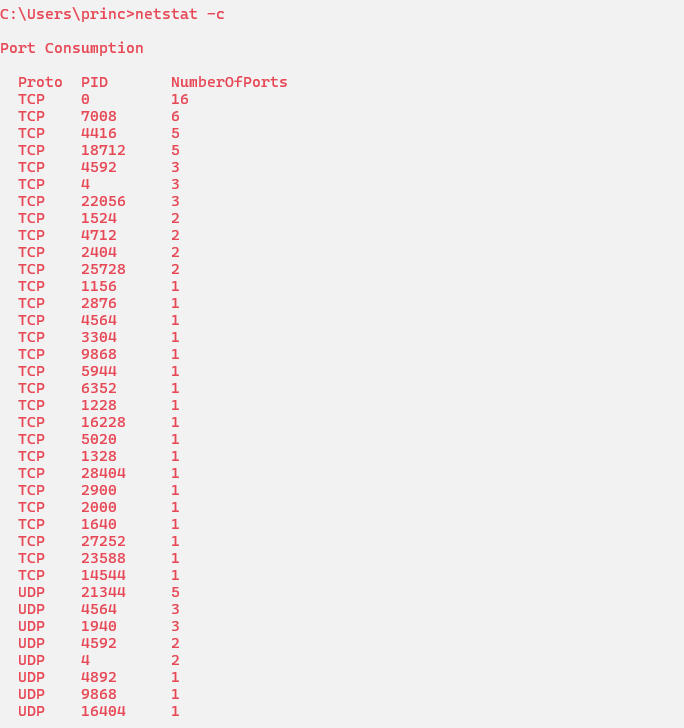 C:\Users\princ>netstat -c
Port Consumption
Proto PID NumberOfPorts
TCP 0 16
TCP 7008 6
TCP 4416 5
TCP 18712 5
TCP 4592 3
TCP 4 3
TCP 22056 3
TCP 1524 2
TCP 4712 2
TCP 2404 2
TCP 25728 2
TCP 1156 1
TCP 2876 1
TCP 4564 1
TCP 3304 1
TCP 9868 1
TCP 5944 1
TCP 6352 1
TCP 1228 1
TCP 16228 1
TCP 5020 1
TCP 1328 1
TCP 28404 1
TCP 2900 1
TCP 2000 1
TCP 1640 1
TCP 27252 1
TCP 23588 1
TCP 14544 1
UDP 21344 5
UDP 4564 3
UDP 1940 3
UDP 4592 2
UDP 4 2
UDP 4892 1
UDP 9868 1
UDP 16404 1